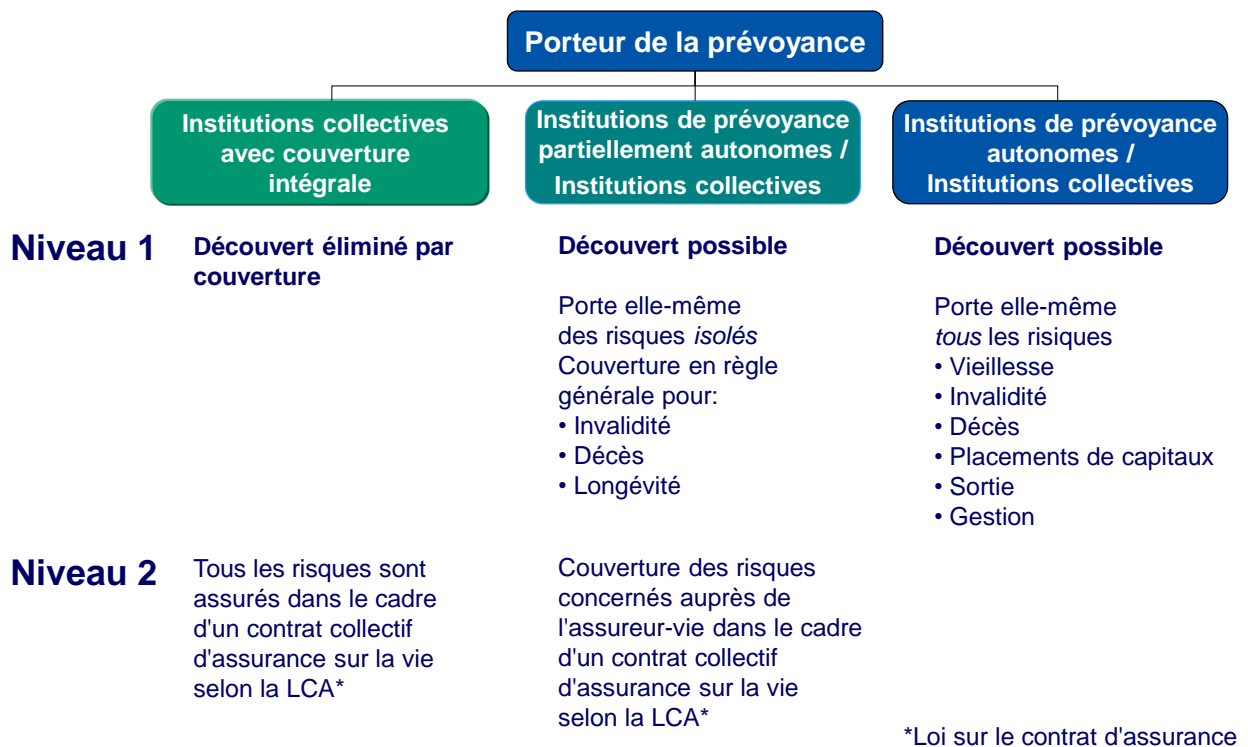 Porteur de la prévoyance
Institutions collectives
avec couverture
intégrale
Institutions de prévoyance
partiellement autonomes /
Institutions collectives
Institutions de prévoyance
autonomes /
Institutions collectives
Niveau 1
Découvert éliminé par
couverture
Découvert possible
Porte elle-même
des risques isolés
Couverture en règle
générale pour:
• Invalidité
• Décès
• Longévité
Découvert possible
Porte elle-même
tous les risiques
• Vieillesse
• Invalidité
• Décès
• Placements de capitaux
• Sortie
• Gestion
Niveau 2
Tous les risques sont
assurés dans le cadre
d'un contrat collectif
d'assurance sur la vie
selon la LCA*
Couverture des risques
concernés auprès de
l'assureur-vie dans le cadre
d'un contrat collectif
d'assurance sur la vie
selon la LCA*
*Loi sur le contrat d'assurance